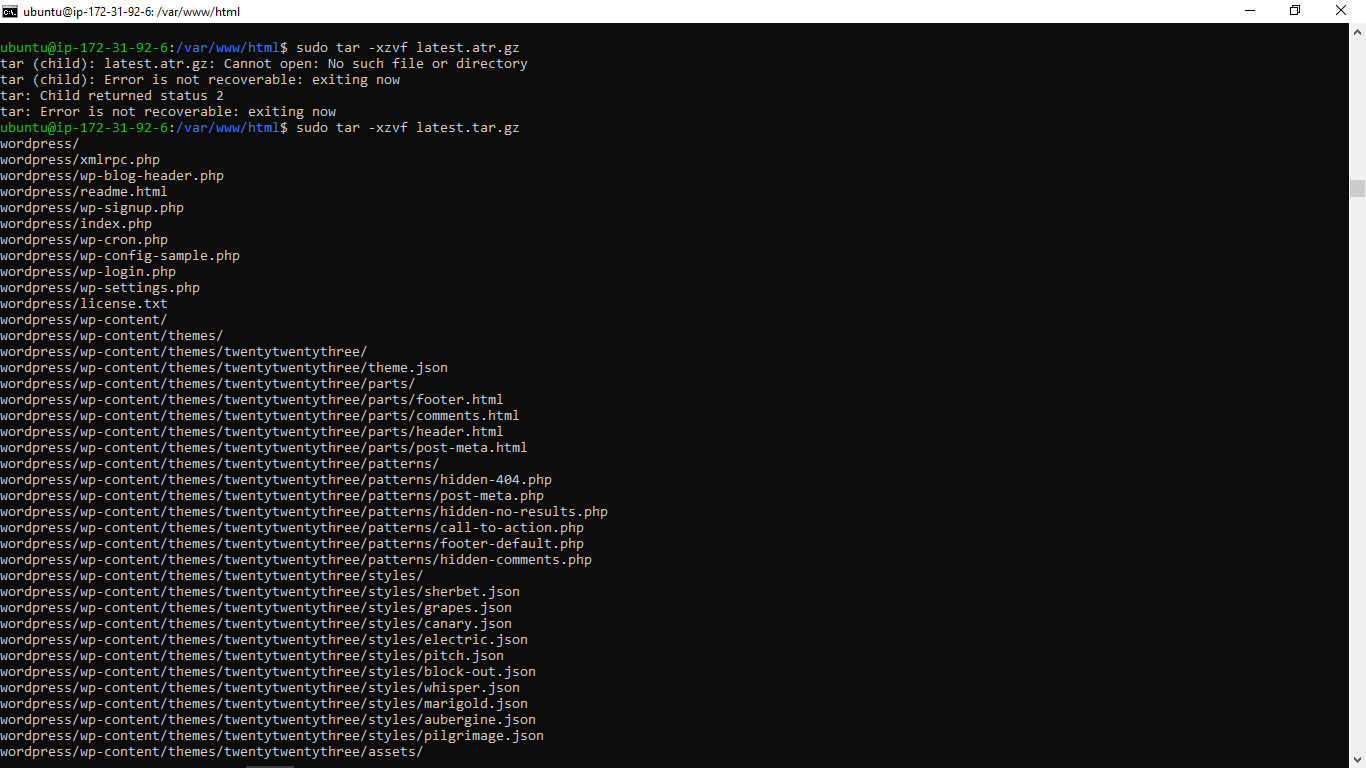 ubuntu@ip-172-31-92-6: /var/www/html
ubuntu@ip-172-31-92-6:/var/www/html$ sudo tar -xzvf latest.atr.gz
tar (child): latest.atr.gz: Cannot open: No such file or directory
tar (child): Error is not recoverable: exiting now
tar: Child returned status 2
tar: Error is not recoverable: exiting now
ubuntu@ip-172-31-92-6:/var/www/html$ sudo tar -xzvf latest.tar.gz
wordpress/
wordpress/xmlrpc.php
wordpress/wp-blog-header.php
wordpress/readme.html
wordpress/wp-signup.php
wordpress/index.php
wordpress/wp-cron.php
wordpress/wp-config-sample.php
wordpress/wp-login.php
wordpress/wp-settings.php
wordpress/license.txt
wordpress/wp-content/
wordpress/wp-content/themes/
wordpress/wp-content/themes/twentytwentythree/
wordpress/wp-content/themes/twentytwentythree/theme.json
wordpress/wp-content/themes/twentytwentythree/parts/
wordpress/wp-content/themes/twentytwentythree/parts/footer.html
wordpress/wp-content/themes/twentytwentythree/parts/comments.html
wordpress/wp-content/themes/twentytwentythree/parts/header.html
wordpress/wp-content/themes/twentytwentythree/parts/post-meta.html
wordpress/wp-content/themes/twentytwentythree/patterns/
wordpress/wp-content/themes/twentytwentythree/patterns/hidden-404.php
wordpress/wp-content/themes/twentytwentythree/patterns/post-meta.php
wordpress/wp-content/themes/twentytwentythree/patterns/hidden-no-results.php
wordpress/wp-content/themes/twentytwentythree/patterns/call-to-action.php
wordpress/wp-content/themes/twentytwentythree/patterns/footer-default.php
wordpress/wp-content/themes/twentytwentythree/patterns/hidden-comments.php
wordpress/wp-content/themes/twentytwentythree/styles/
wordpress/wp-content/themes/twentytwentythree/styles/sherbet.json
wordpress/wp-content/themes/twentytwentythree/styles/grapes.json
wordpress/wp-content/themes/twentytwentythree/styles/canary.json
wordpress/wp-content/themes/twentytwentythree/styles/electric.json
wordpress/wp-content/themes/twentytwentythree/styles/pitch.json
wordpress/wp-content/themes/twentytwentythree/styles/block-out.json
wordpress/wp-content/themes/twentytwentythree/styles/whisper.json
wordpress/wp-content/themes/twentytwentythree/styles/marigold.json
wordpress/wp-content/themes/twentytwentythree/styles/aubergine.json
wordpress/wp-content/themes/twentytwentythree/styles/pilgrimage.json
wordpress/wp-content/themes/twentytwentythree/assets/